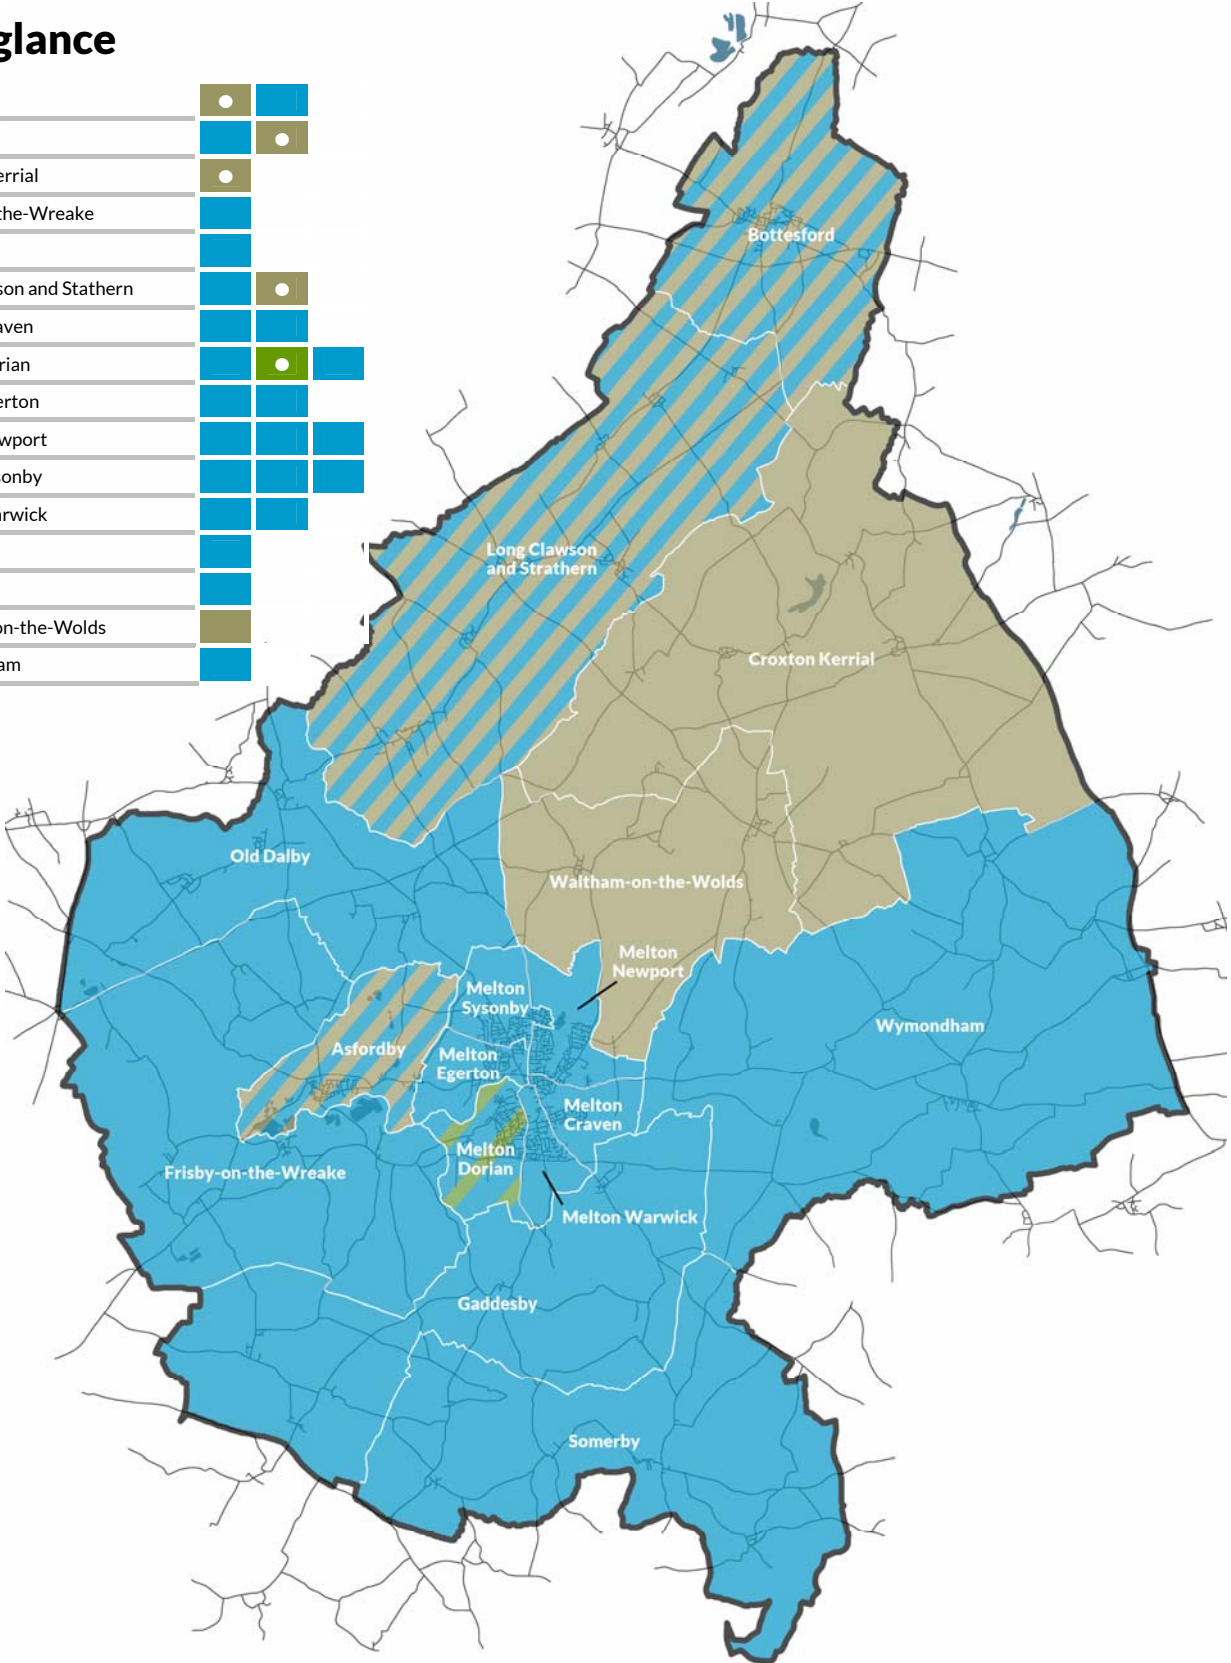 glance
errial
the-Wreake
son and Stathern
aven
rian
erton
wport
sonby
arwick
on-the-Wolds
am
Bottesford
Long Clawson
and Strathern
Croxton Kerrial
Old Dalby
Waltham-on-the-Wolds
Melton
Newport
Melton
Sysonby
Wymondham
Asfordby
Melton
Egerton
Melton
Craven
Melton
Dorian
Frisby-on-the-Wreake
Melton Warwick
Gaddesby
Somerby